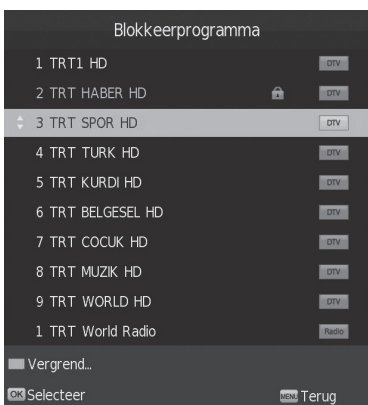 Blokkeerprogramma
1 TRT1 HD DTV
2 TRT HABER HD DTV
3 TRT SPOR HD DTV
4 TRT TURK HD DTV
5 TRT KURDI HD DTV
6 TRT BELGESEL HD DTV
7 TRT COCUK HD DTV
8 TRT MUZIK HD DTV
9 TRT WORLD HD DTV
1 TRT World Radio Radio
Vergrend...
OK Selecteer MENU Terug